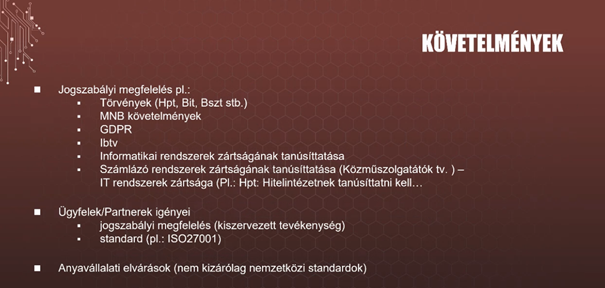 KÖVETELMÉNYEK
Jogszabályi megfelelés pl.:
Törvények (Hpt, Bit, Bszt stb.)
MNB követelmények
GDPR
Ibtv
Informatikai rendszerek zártságának tanúsíttatása
Számlázó rendszerek zártságának tanúsíttatása (Közműszolgatátók tv. ) –
IT rendszerek zártsága (Pl.: Hpt: Hitelintézetnek tanúsíttatni kell…
Ügyfelek/Partnerek igényei
jogszabályi megfelelés (kiszervezett tevékenység)
standard (pl.: ISO27001)
Anyavállalati elvárások (nem kizárólag nemzetközi standardok)